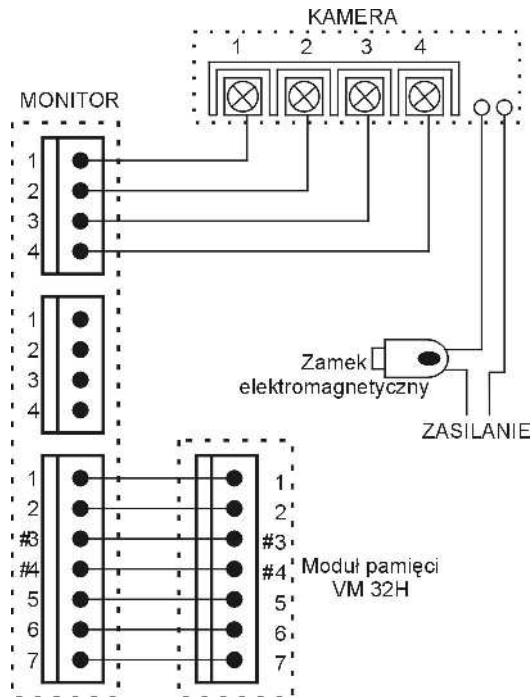 KAMERA
1 2 3 4
MONITOR
1
2
3
4
1
2
3
4
Zamek
elektromagnetyczny
ZASILANIE
1
2
#3
#4
5
6
7
1
2
#3
#4
5
6
7
Moduł pamięci
VM 32H